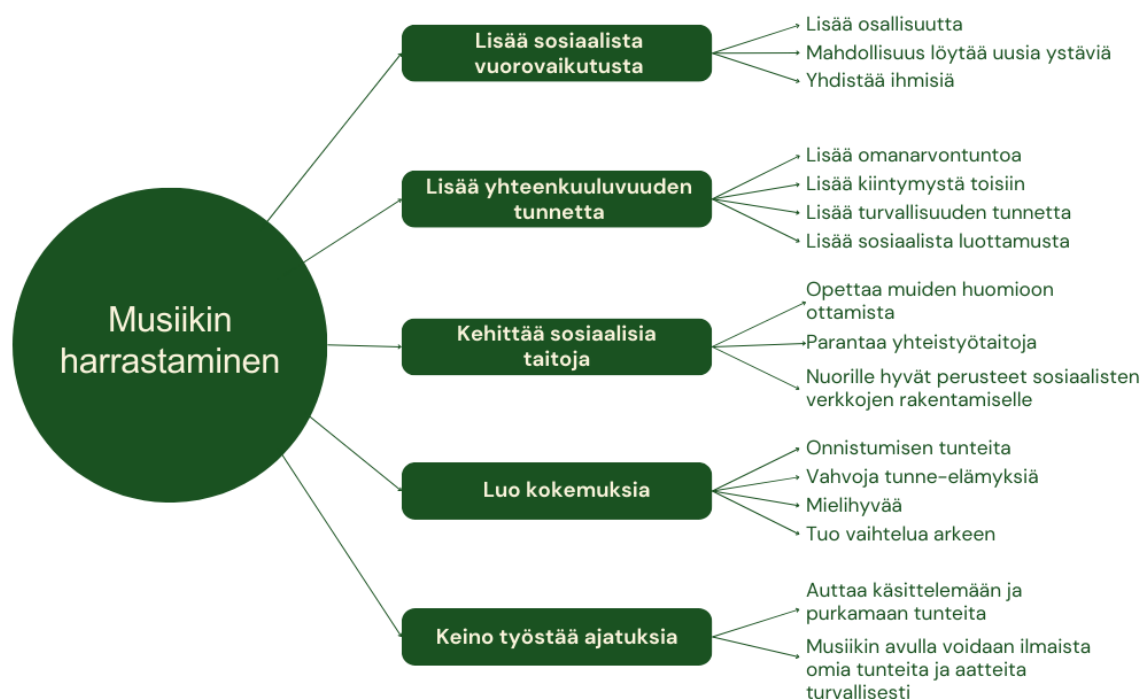 Musiikin
harrastaminen
Lisää sosiaalista
vuorovaikutusta
Lisää osallisuutta
Mahdollisuus löytää uusia ystäviä
Yhdistää ihmisiä
Lisää yhteenkuuluvuuden
tunnetta
Lisää omanarvontuntoa
Lisää kiintymystä toisiin
Lisää turvallisuuden tunnetta
Lisää sosiaalista luottamusta
Kehittää sosiaalisia
taitoja
Opettaa muiden huomioon
ottamista
Parantaa yhteistyötaitoja
Nuorille hyvät perusteet sosiaalisten
verkkojen rakentamiselle
Luo kokemuksia
Onnistumisen tunteita
Vahvoja tunne-elämyksiä
Mielihyvää
Tuo vaihtelua arkeen
Keino työstää ajatuksia
Auttaa käsittelemään ja
purkamaan tunteita
Musiikin avulla voidaan ilmaista
omia tunteita ja aatteita
turvallisesti